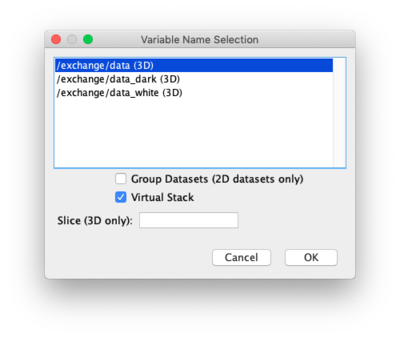 Variable Name Selection
/exchange/data (3D)
/exchange/data_dark (3D)
/exchange/data_white (3D)
Group Datasets (2D datasets only)
Virtual Stack
Slice (3D only):
Cancel OK